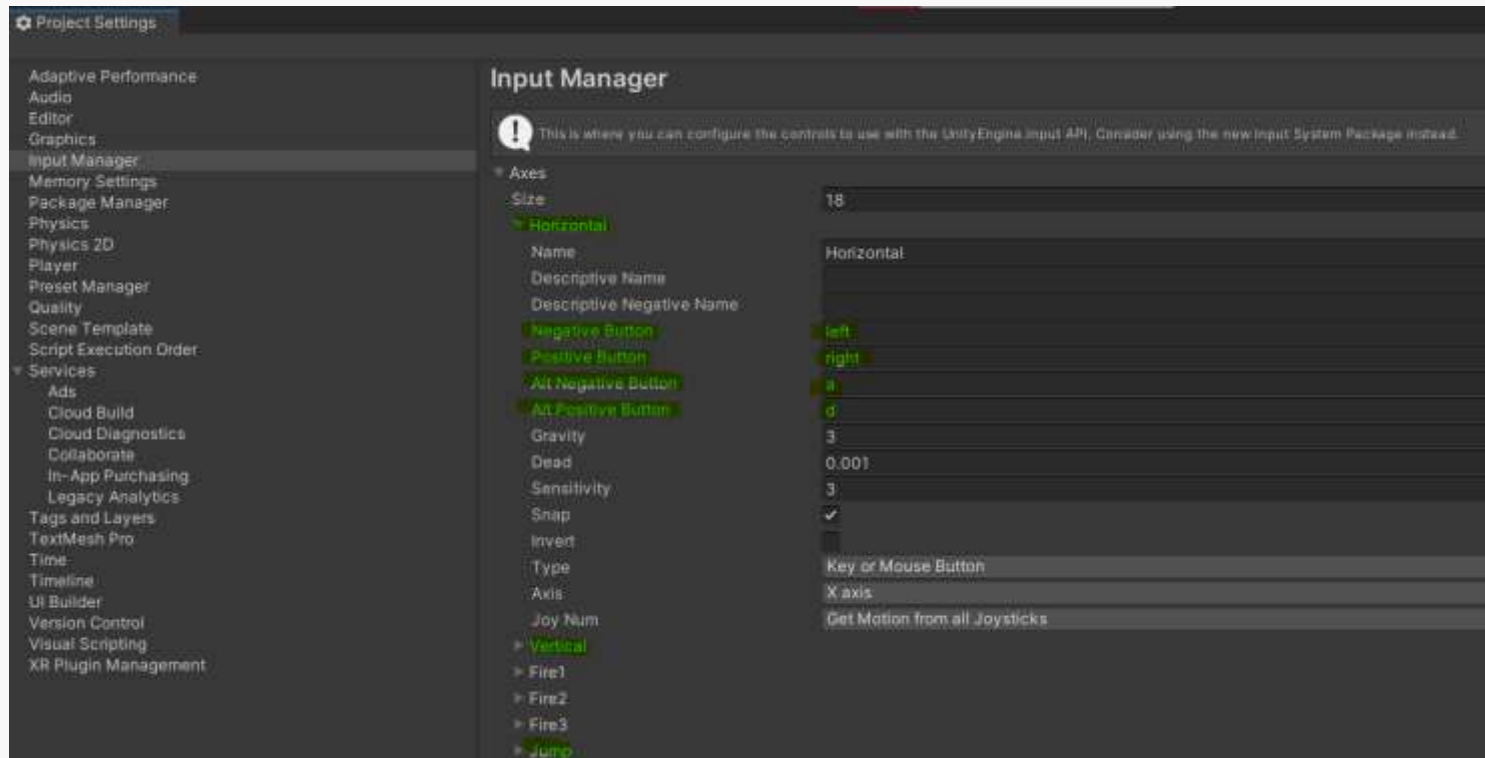 Project Settings
Adaptive Performance
Audio
Editor
Graphics
Input Manager
Memory Settings
Package Manager
Physics
Physics 2D
Player
Preset Manager
Quality
Scene Template
Script Execution Order
Services
Ads
Cloud Build
Cloud Diagnostics
Collaborate
In-App Purchasing
Legacy Analytics
Tags and Layers
TextMesh Pro
Time
Timeline
UI Builder
Version Control
Visual Scripting
XR Plugin Management
Input Manager
This is where you can configure the controls to use with the UnityEngine.Input API. Consider using the new Input System Package instead.
Axes
Size 18
Horizontal
Name Horizontal
Descriptive Name
Descriptive Negative Name
Negative Button left
Positive Button right
Alt Negative Button a
Alt Positive Button d
Gravity 3
Dead 0.001
Sensitivity 3
Snap
Invert
Type Key or Mouse Button
Axis X axis
Joy Num Get Motion from all Joysticks
Vertical
Fire1
Fire2
Fire3
Jump